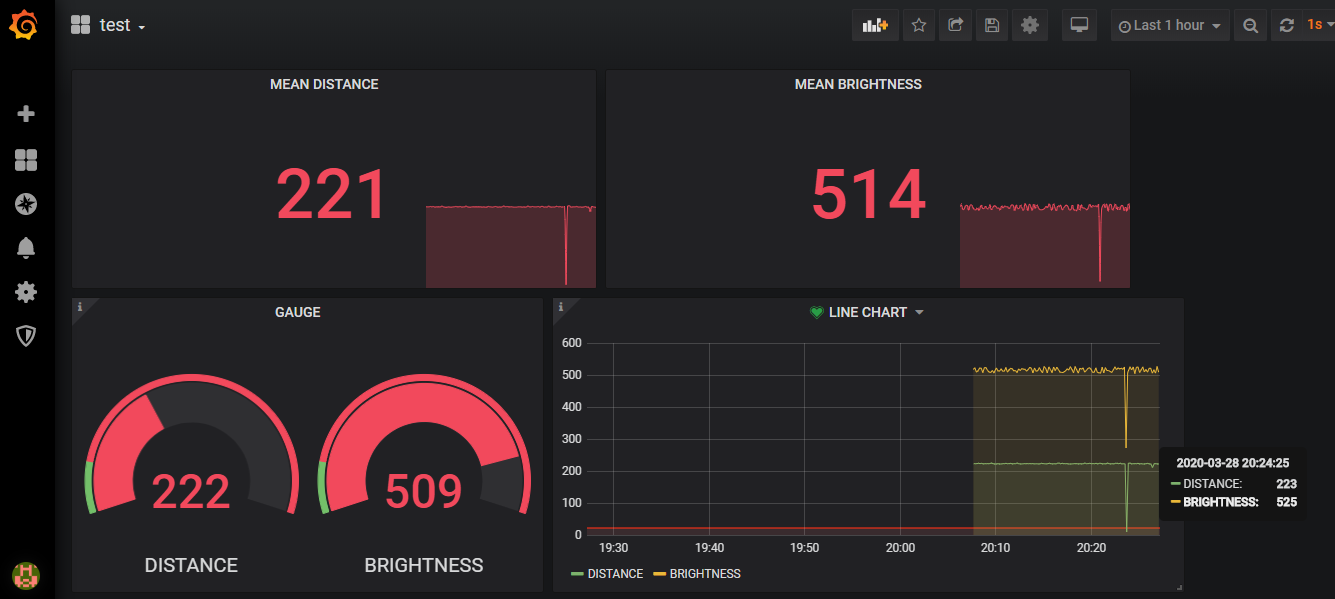 test
Last 1 hour
1s
MEAN DISTANCE
221
MEAN BRIGHTNESS
514
i
GAUGE
222
509
DISTANCE
BRIGHTNESS
i
LINE CHART
600
500
400
300
200
100
0
19:30 19:40 19:50 20:00 20:10 20:20
DISTANCE BRIGHTNESS
2020-03-28 20:24:25
DISTANCE: 223
BRIGHTNESS: 525